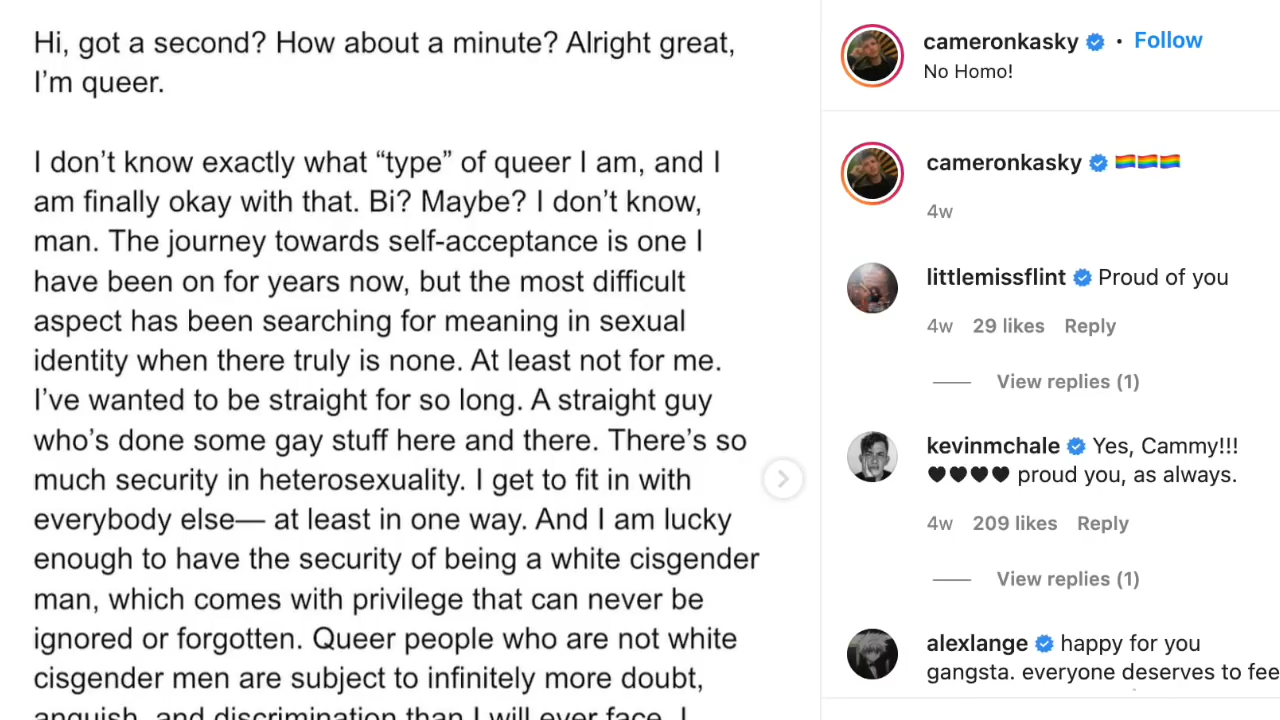 Hi, got a second? How about a minute? Alright great,
I’m queer.
I don’t know exactly what “type” of queer I am, and I
am finally okay with that. Bi? Maybe? I don’t know,
man. The journey towards self-acceptance is one I
have been on for years now, but the most difficult
aspect has been searching for meaning in sexual
identity when there truly is none. At least not for me.
I’ve wanted to be straight for so long. A straight guy
who’s done some gay stuff here and there. There’s so
much security in heterosexuality. I get to fit in with
everybody else— at least in one way. And I am lucky
enough to have the security of being a white cisgender
man, which comes with privilege that can never be
ignored or forgotten. Queer people who are not white
cisgender men are subject to infinitely more doubt,
anguish, and discrimination than I will ever face. I
cameronkasky • Follow
No Homo!
cameronkasky 🏳️‍🌈🏳️‍🌈🏳️‍🌈
4w
littlemissflint Proud of you
4w 29 likes Reply
View replies (1)
kevinmchale Yes, Cammy!!!
🖤🖤🖤🖤 proud you, as always.
4w 209 likes Reply
View replies (1)
alexlange happy for you
gangsta. everyone deserves to fee